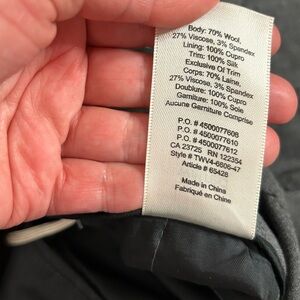 Body: 70% Wool,
27% Viscose, 3% Spandex
Lining: 100% Cupro
Trim: 100% Silk
Exclusive Of Trim
Corps: 70% Laine,
27% Viscose, 3% Spandex
Doublure: 100% Cupro
Garniture: 100% Soie
Aucune Garniture Comprise
P.O. # 4500077606
P.O. # 4500077610
P.O. # 4500077612
CA 23725 RN 122354
Style # TWV4-6806-47
Article # 65428
Made in China
Fabriqué en Chine